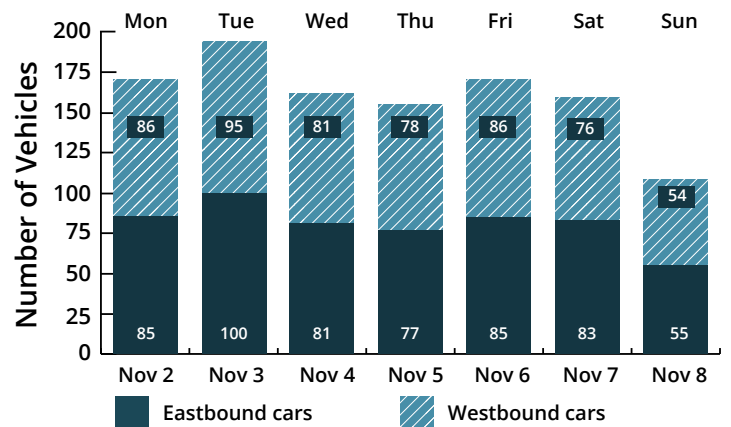 Number of Vehicles
Mon Tue Wed Thu Fri Sat Sun
200
175
150
125
100
75
50
25
0
86 95 81 78 86 76 54
85 100 81 77 85 83 55
Nov 2 Nov 3 Nov 4 Nov 5 Nov 6 Nov 7 Nov 8
Eastbound cars Westbound cars